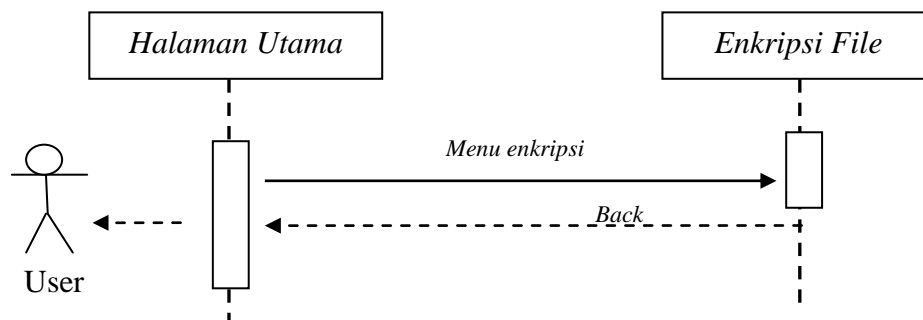 Halaman Utama
Enkripsi File
Menu enkripsi
Back
User